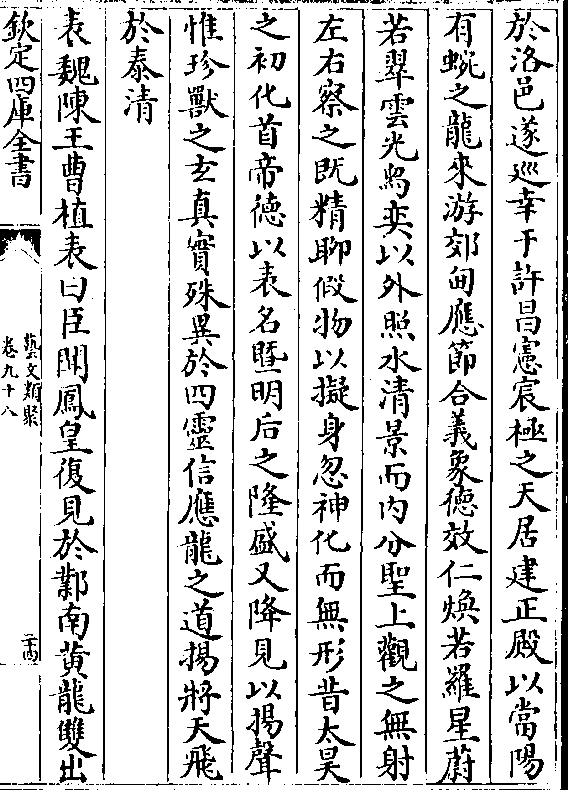 於洛邑遂巡幸于許昌憲宸極之天居建正殿以當陽
有蜿之龍來游郊甸應節合義象德效仁煥若羅星蔚
若翠雲光鷡奕以外照水清景而内分聖上觀之無射
左右察之既精聊假物以擬身忽神化而無形昔太昊
之初化首帝德以表名暨明后之隆盛又降見以揚聲
惟珍獸之玄真實殊異於四靈信應龍之道揚將天飛
於泰清
表魏陳王曹植表曰臣聞鳳皇復見於鄴南黄龍雙出
欽定四庫全書
藝文類聚
卷九十八
二十四